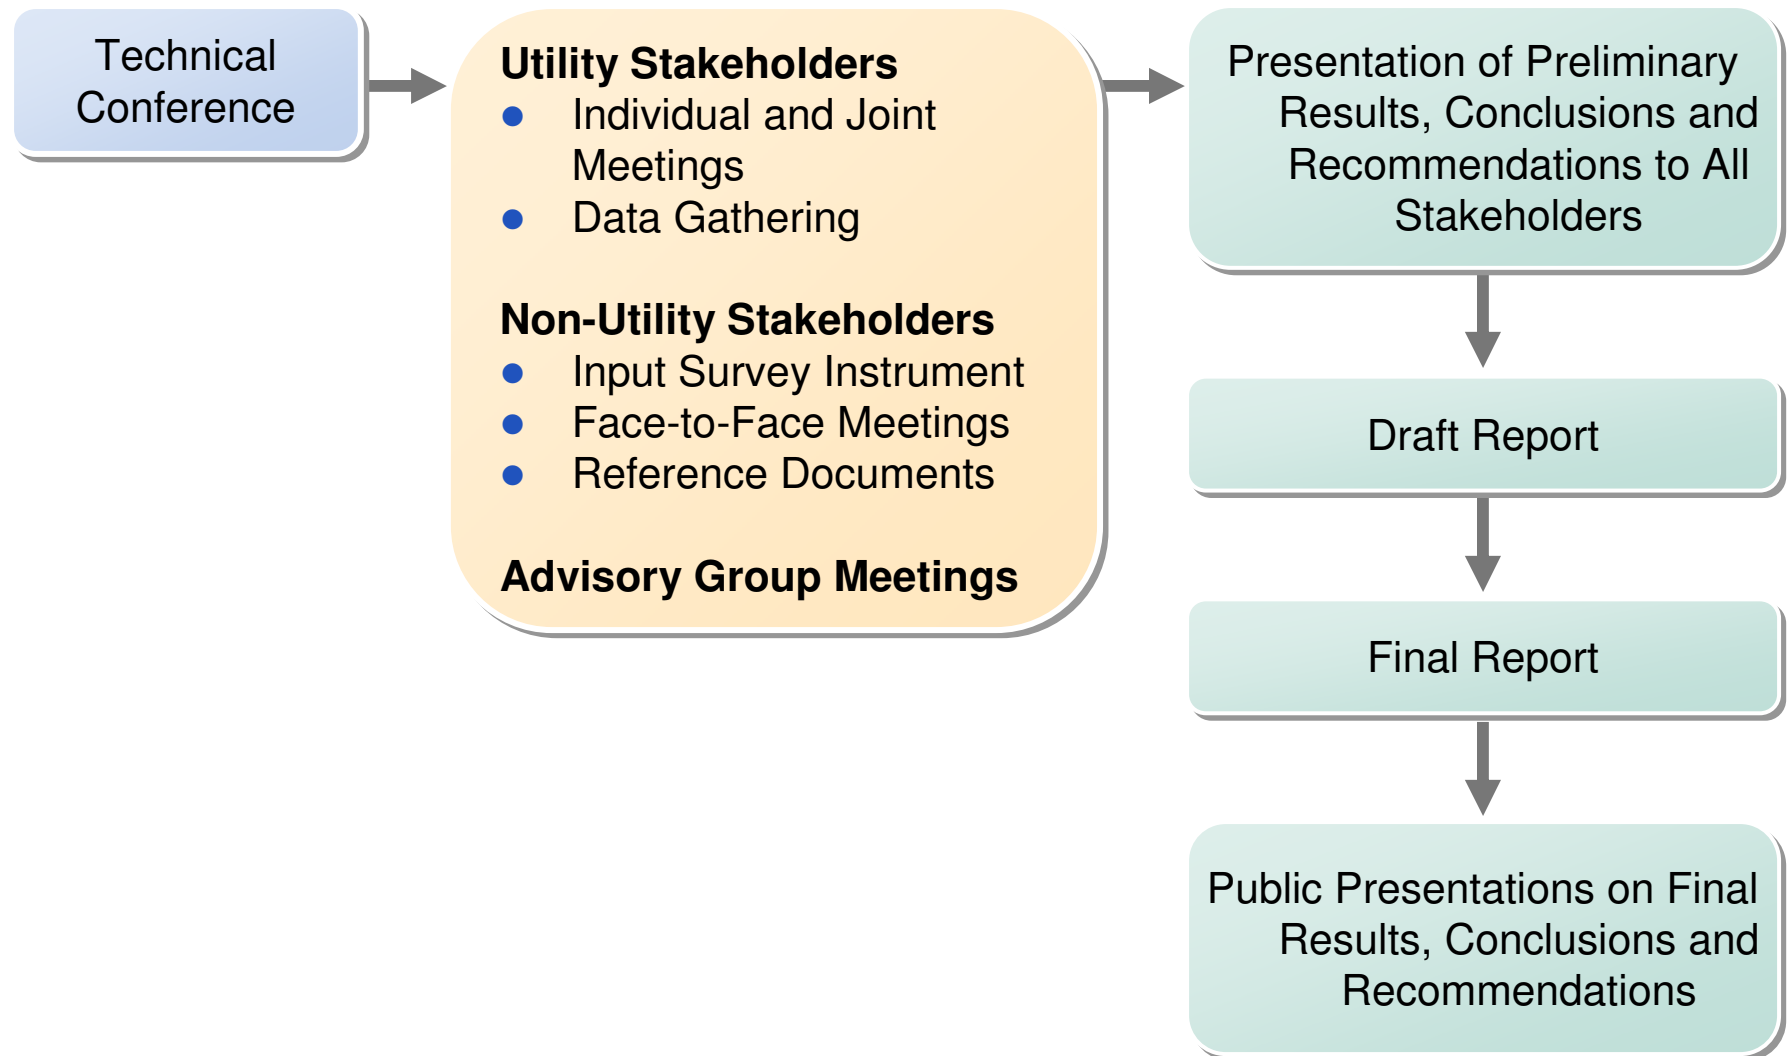 Technical
Conference
Utility Stakeholders
● Individual and Joint
Meetings
● Data Gathering
Non-Utility Stakeholders
● Input Survey Instrument
● Face-to-Face Meetings
● Reference Documents
Advisory Group Meetings
Presentation of Preliminary
Results, Conclusions and
Recommendations to All
Stakeholders
Draft Report
Final Report
Public Presentations on Final
Results, Conclusions and
Recommendations